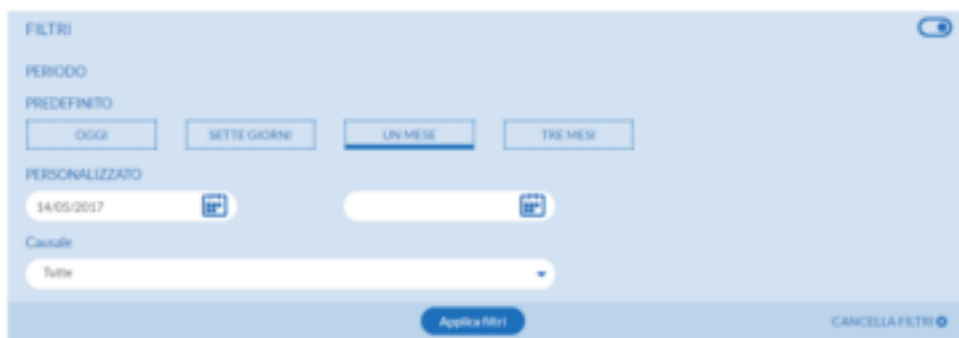 FILTRI
PERIODO
PREDEFINITO
OGGI SETTE GIORNI UN MESE TRE MESI
PERSONALIZZATO
14/05/2017
Causale
Tutte
Applica filtri CANCELLA FILTRI